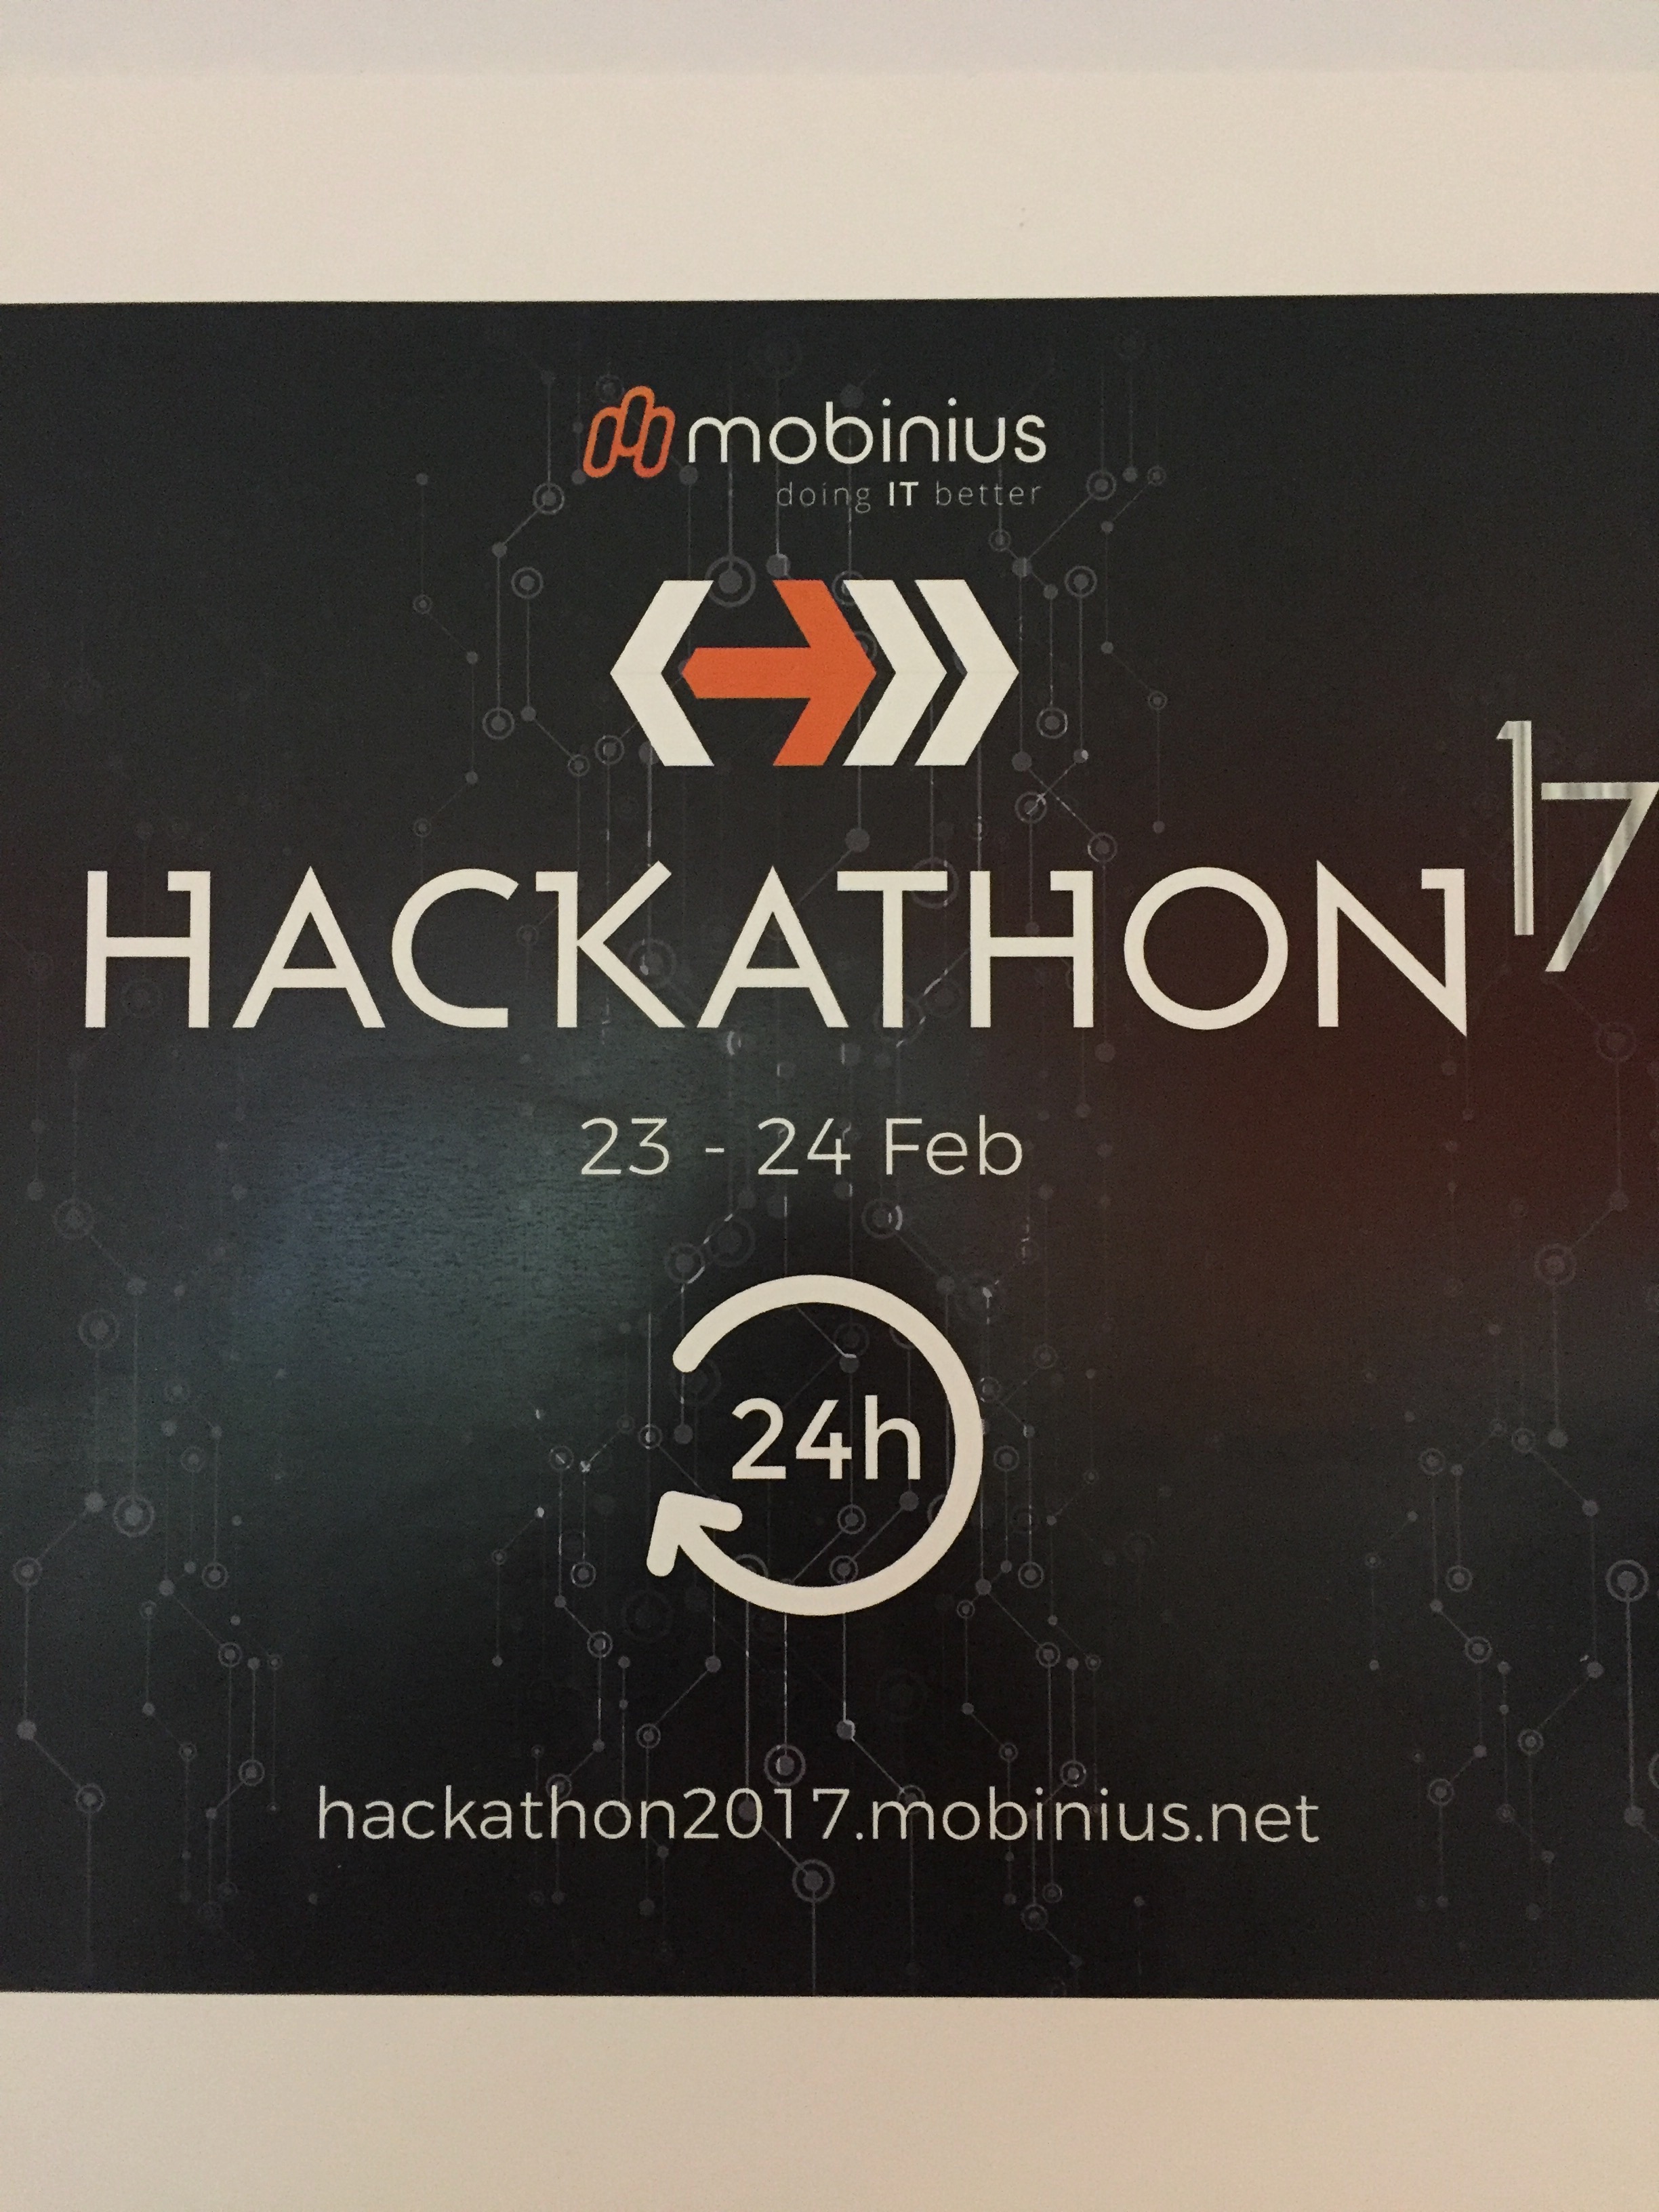 mobinius
doing IT better
HACKATHON 17
23 - 24 Feb
24h
hackathon2017.mobinius.net